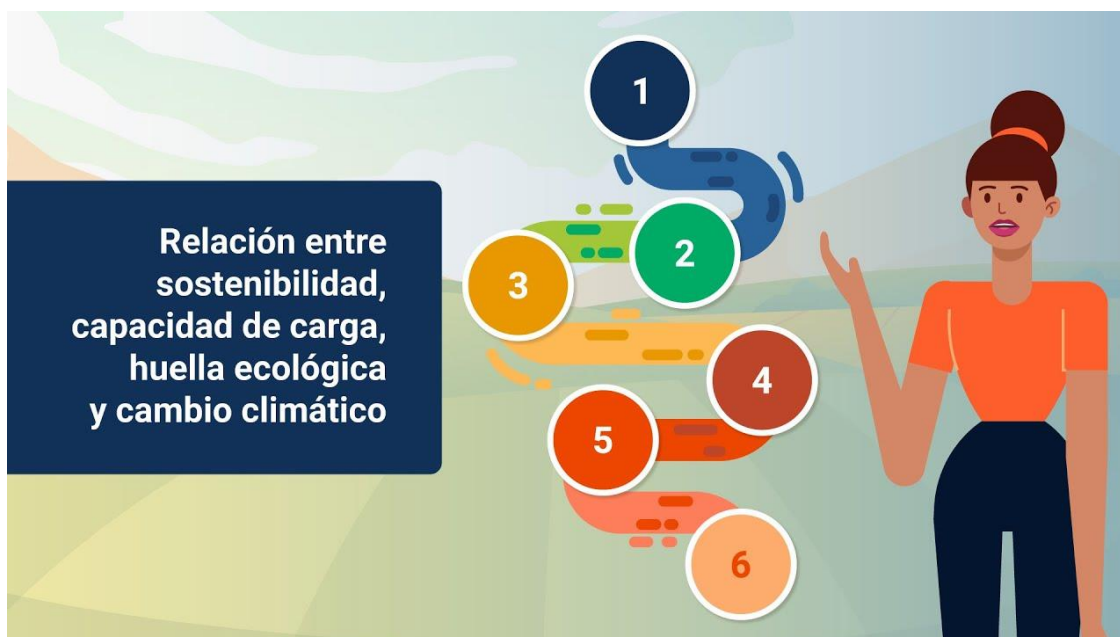 Relación entre
sostenibilidad,
capacidad de carga,
huella ecológica
y cambio climático
1
2
3
4
5
6